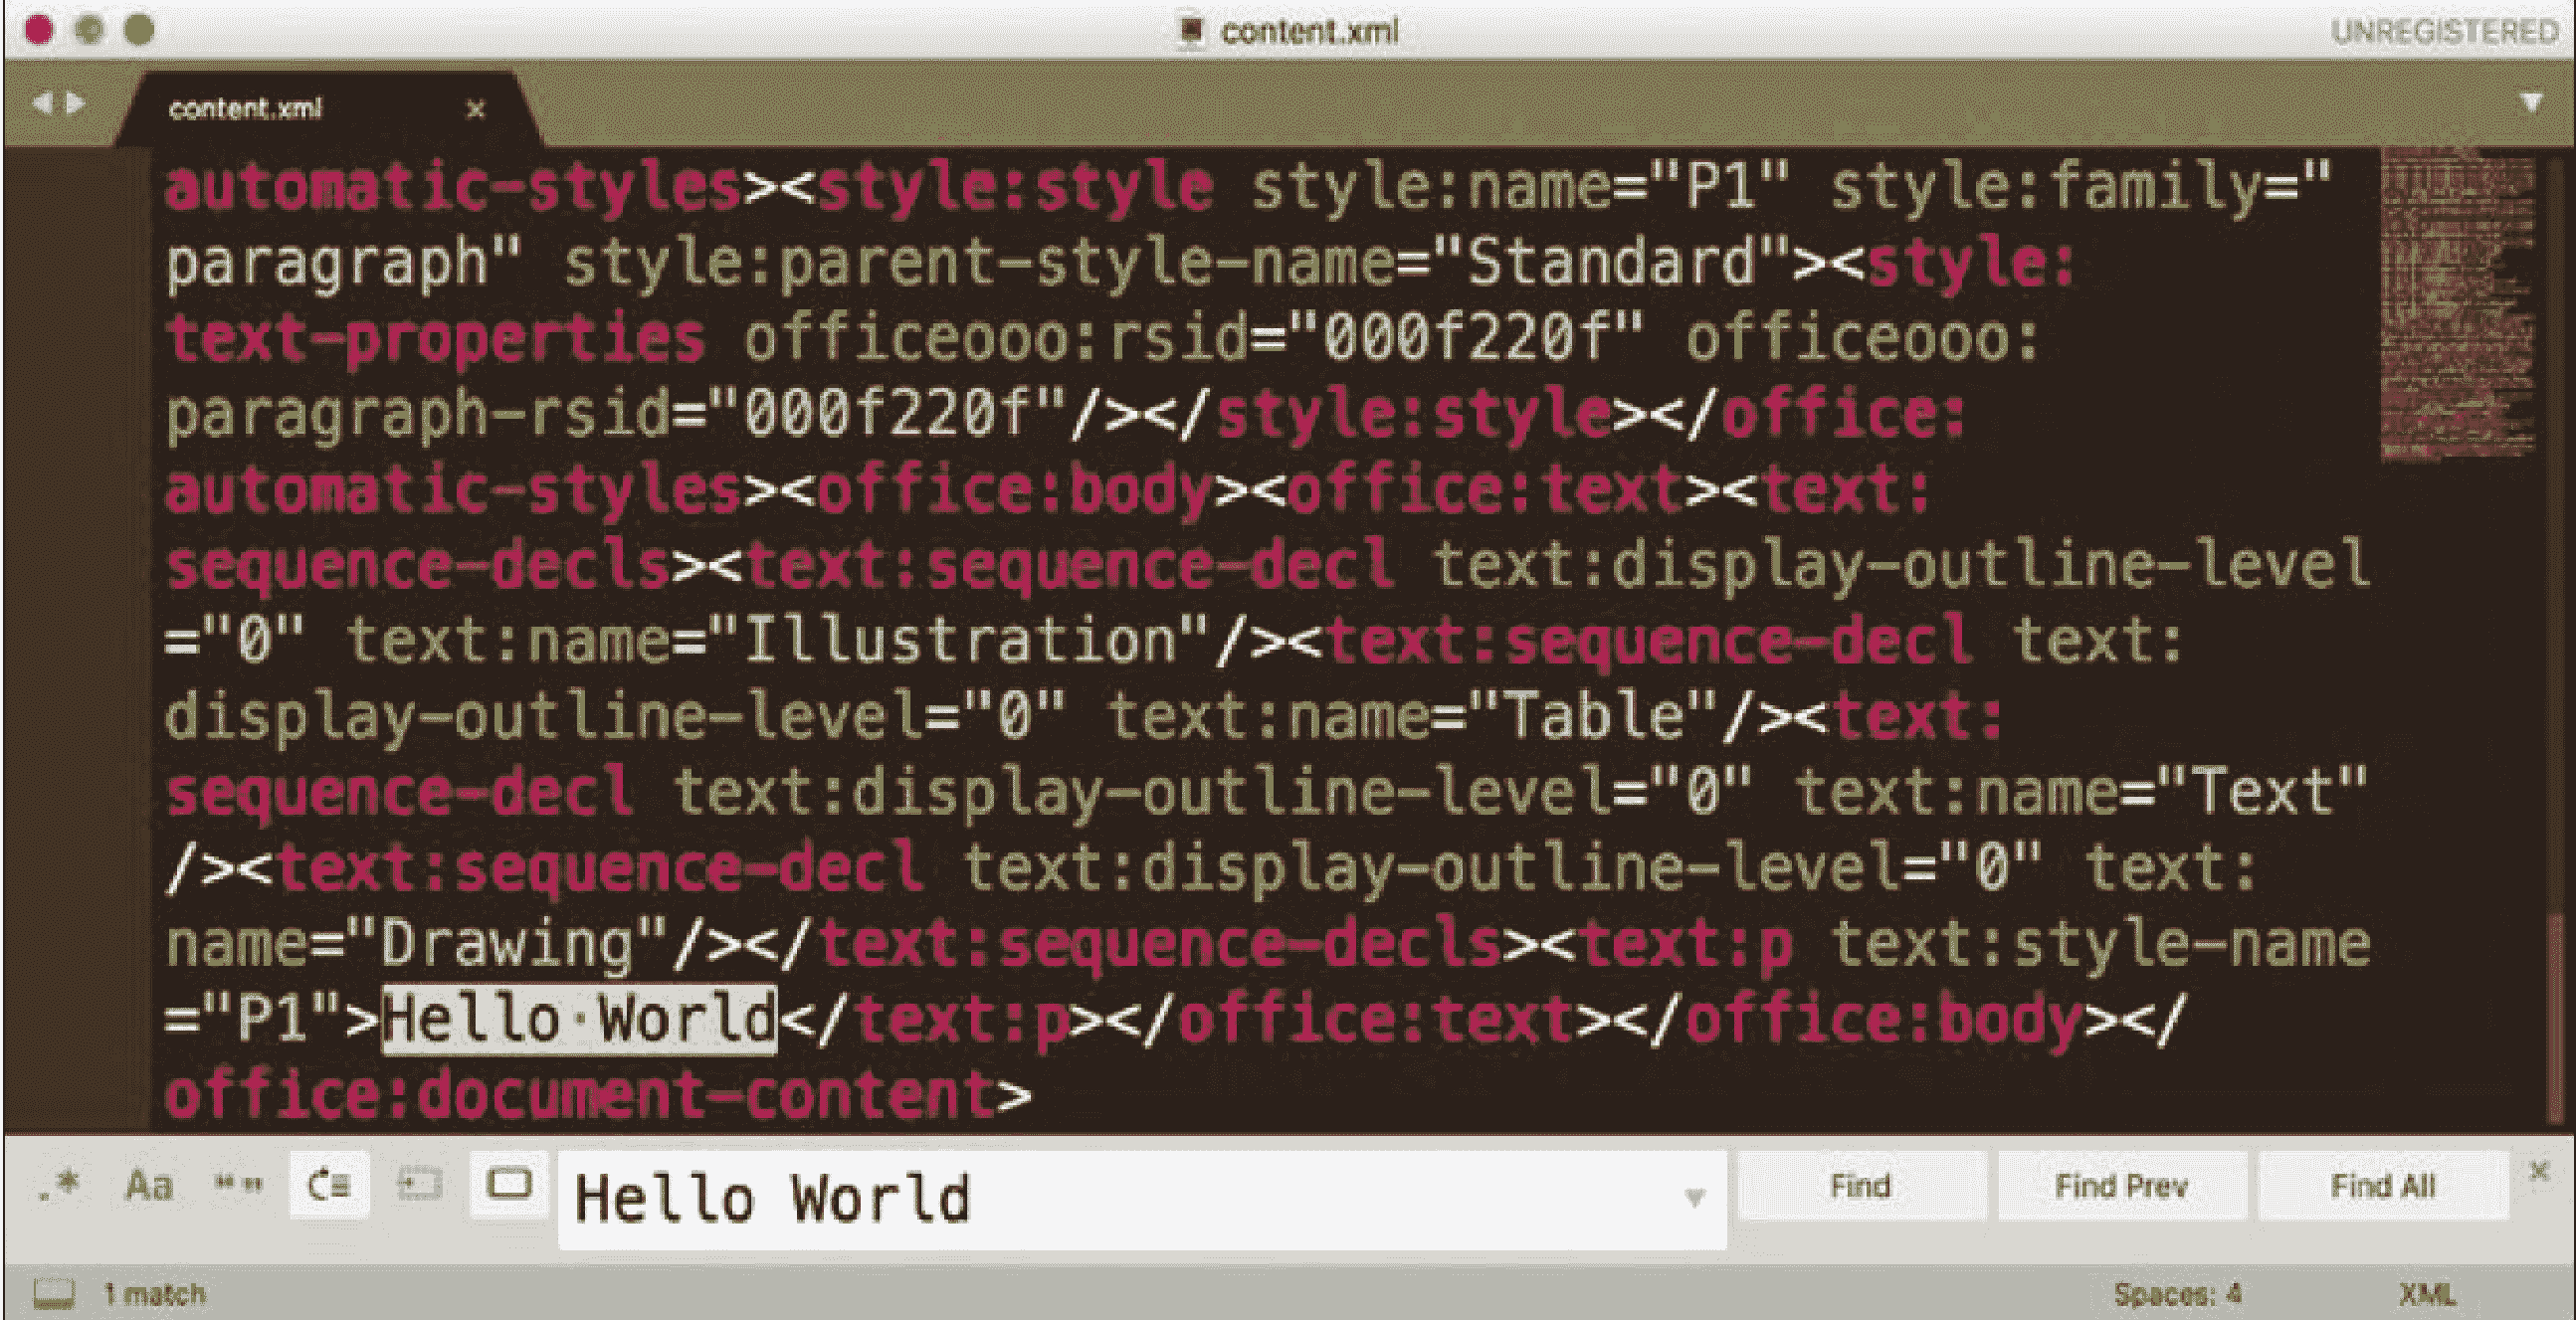 content.xml
UNREGISTERED
content.xml ×
automatic-styles><style:style style:name="P1" style:family="
paragraph" style:parent-style-name="Standard"><style:
text-properties officeooo:rsid="000f220f" officeooo:
paragraph-rsid="000f220f"/></style:style></office:
automatic-styles><office:body><office:text><text:
sequence-decls><text:sequence-decl text:display-outline-level
="0" text:name="Illustration"/><text:sequence-decl text:
display-outline-level="0" text:name="Table"/><text:
sequence-decl text:display-outline-level="0" text:name="Text"
/><text:sequence-decl text:display-outline-level="0" text:
name="Drawing"/></text:sequence-decls><text:p text:style-name
="P1">Hello·World</text:p></office:text></office:body></
office:document-content>
.* Aa “” Hello World Find Find Prev Find All ×
1 match Spaces: 4 XML